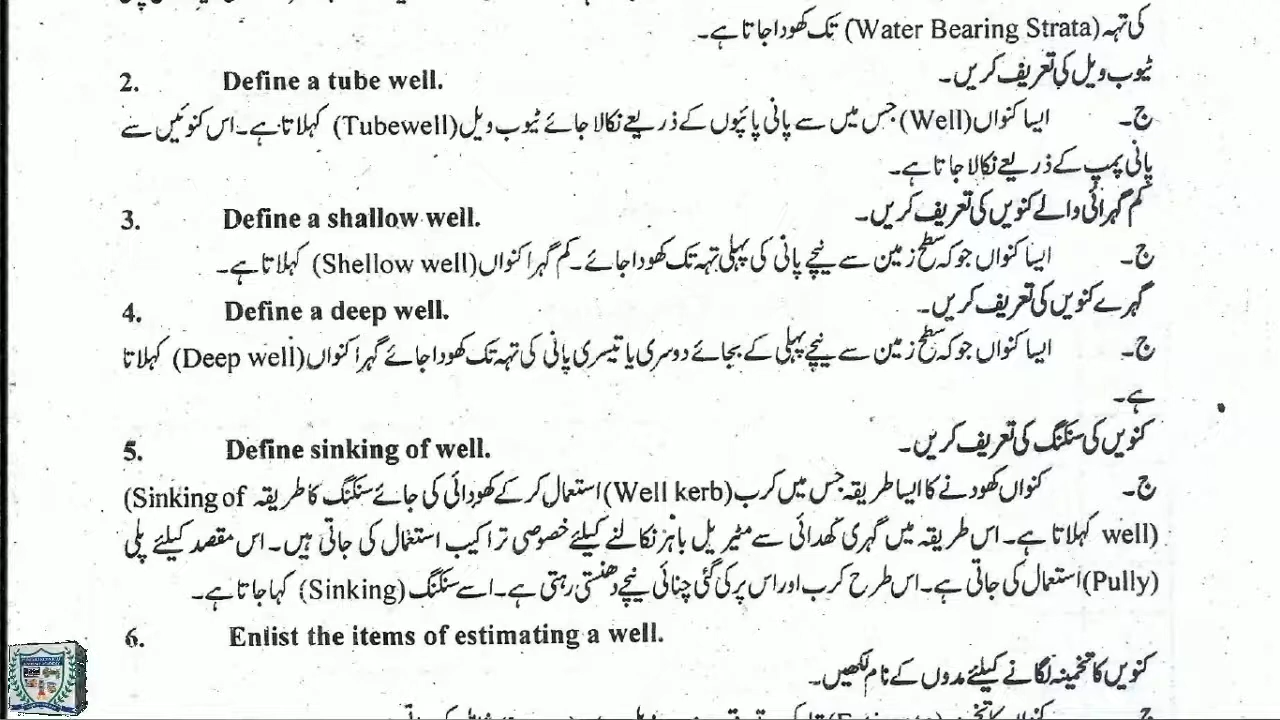 کی تہہ (Water Bearing Strata) تک کھودا جاتا ہے۔
2. Define a tube well. ٹیوب ویل کی تعریف کریں۔
ج۔ ایسا کنواں (Well) جس میں سے پانی پائپوں کے ذریعے نکالا جائے ٹیوب ویل (Tubewell) کہلاتا ہے۔ اس کنوئیں سے
پانی پمپ کے ذریعے نکالا جاتا ہے۔
3. Define a shallow well. کم گہرائی والے کنویں کی تعریف کریں۔
ج۔ ایسا کنواں جو کہ سطح زمین سے نیچے پانی کی پہلی تہہ تک کھودا جائے۔ کم گہرا کنواں (Shellow well) کہلاتا ہے۔
4. Define a deep well. گہرے کنویں کی تعریف کریں۔
ج۔ ایسا کنواں جو کہ سطح زمین سے نیچے پہلی کے بجائے دوسری یا تیسری پانی کی تہہ تک کھودا جائے گہرا کنواں (Deep well) کہلاتا
ہے۔
5. Define sinking of well. کنویں کی سنکنگ کی تعریف کریں۔
ج۔ کنواں کھودنے کا ایسا طریقہ جس میں کرب (Well kerb) استعمال کر کے کھودائی کی جائے سنکنگ کا طریقہ (Sinking of
well) کہلاتا ہے۔ اس طریقہ میں گہری کھدائی سے مٹیریل باہر نکالنے کیلئے خصوصی تراکیب استعمال کی جاتی ہیں۔ اس مقصد کیلئے پلی
(Pully) استعمال کی جاتی ہے۔ اس طرح کرب اور اس پر کی گئی چنائی نیچے دھنستی رہتی ہے۔ اسے سنکنگ (Sinking) کہا جاتا ہے۔
6. Enlist the items of estimating a well.
کنویں کا تخمینہ لگانے کیلئے مدوں کے نام لکھیں۔